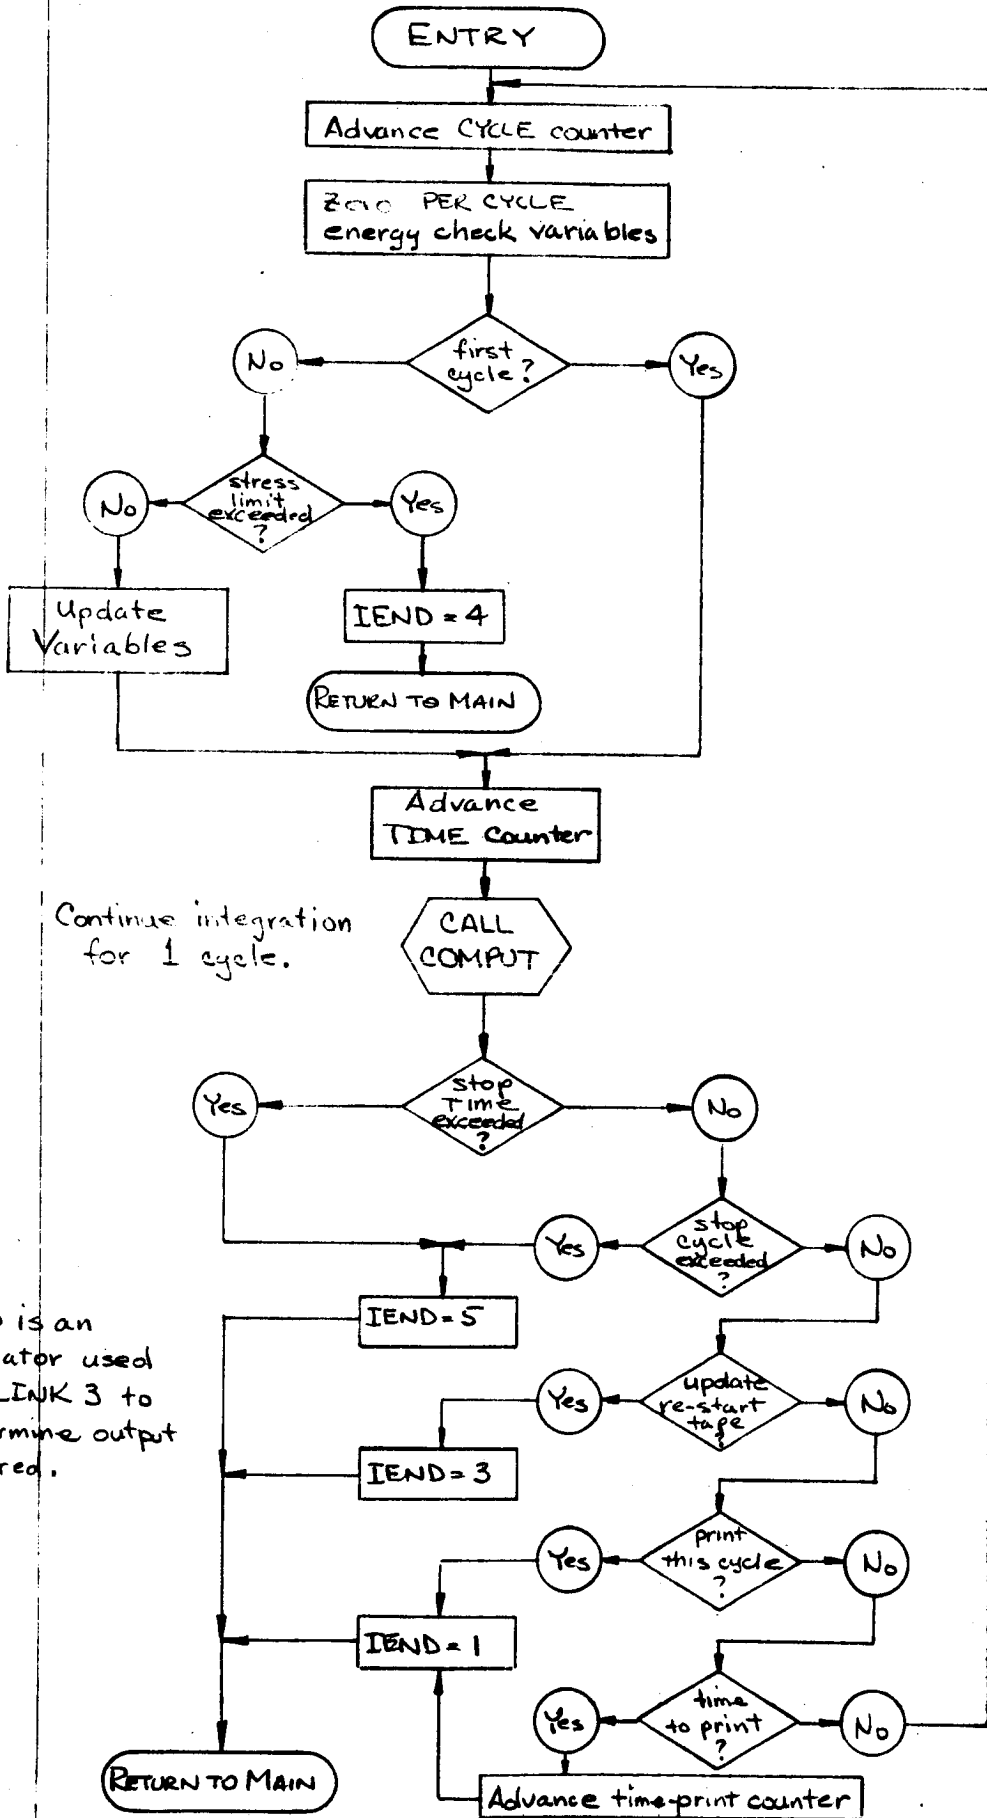 ENTRY
Advance CYCLE counter
Zero PER CYCLE
energy check variables
first
cycle?
No
Yes
stress
limit
exceeded
?
No
Yes
Update
Variables
IEND = 4
RETURN TO MAIN
Advance
TIME Counter
Continue integration
for 1 cycle.
CALL
COMPUT
stop
Time
exceeded
?
Yes
No
stop
cycle
exceeded
?
Yes
No
IEND = 5
is an
ator used
LINK 3 to
rmine output
red.
update
re-start
tape
?
Yes
No
IEND = 3
print
this cycle
?
Yes
No
IEND = 1
time
to print
?
Yes
No
RETURN TO MAIN
Advance time-print counter